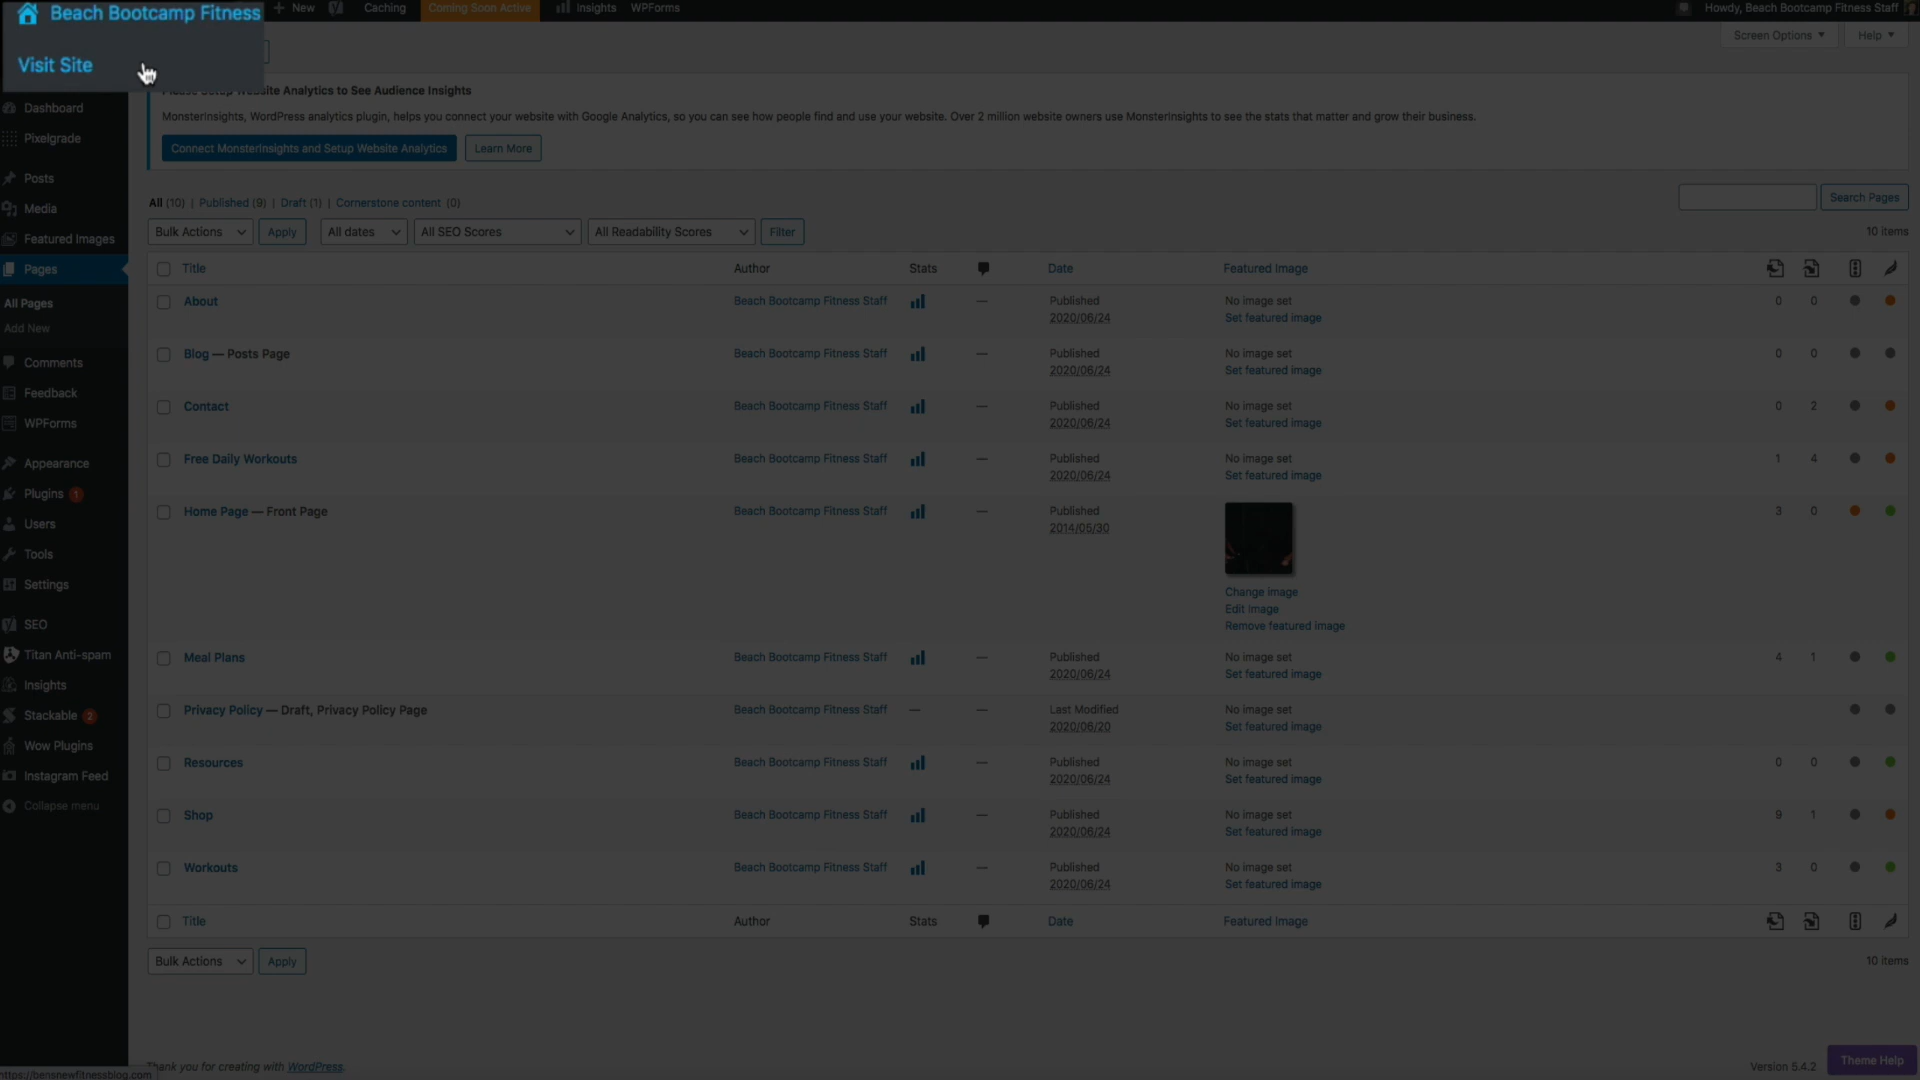 Beach Bootcamp Fitness
New
Caching
Coming Soon Active
Insights
WPForms
Howdy, Beach Bootcamp Fitness Staff
Visit Site
Screen Options
Help
Please Setup Website Analytics to See Audience Insights
MonsterInsights, WordPress analytics plugin, helps you connect your website with Google Analytics, so you can see how people find and use your website. Over 2 million website owners use MonsterInsights to see the stats that matter and grow their business.
Connect MonsterInsights and Setup Website Analytics
Learn More
Dashboard
Pixelgrade
Posts
Media
Featured Images
Pages
All Pages
Add New
Comments
Feedback
WPForms
Appearance
Plugins 1
Users
Tools
Settings
SEO
Titan Anti-spam
Insights
Stackable 2
Wow Plugins
Instagram Feed
Collapse menu
All (10) | Published (9) | Draft (1) | Cornerstone content (0)
Search Pages
Bulk Actions
Apply
All dates
All SEO Scores
All Readability Scores
Filter
10 items
Title Author Stats Date Featured Image
About Beach Bootcamp Fitness Staff — Published No image set 0 0
2020/06/24 Set featured image
Blog — Posts Page Beach Bootcamp Fitness Staff — Published No image set 0 0
2020/06/24 Set featured image
Contact Beach Bootcamp Fitness Staff — Published No image set 0 2
2020/06/24 Set featured image
Free Daily Workouts Beach Bootcamp Fitness Staff — Published No image set 1 4
2020/06/24 Set featured image
Home Page — Front Page Beach Bootcamp Fitness Staff — Published 3 0
2014/05/30
Change image
Edit image
Remove featured image
Meal Plans Beach Bootcamp Fitness Staff — Published No image set 4 1
2020/06/24 Set featured image
Privacy Policy — Draft, Privacy Policy Page Beach Bootcamp Fitness Staff — — Last Modified No image set
2020/06/20 Set featured image
Resources Beach Bootcamp Fitness Staff — Published No image set 0 0
2020/06/24 Set featured image
Shop Beach Bootcamp Fitness Staff — Published No image set 9 1
2020/06/24 Set featured image
Workouts Beach Bootcamp Fitness Staff — Published No image set 3 0
2020/06/24 Set featured image
Title Author Stats Date Featured Image
Bulk Actions
Apply
10 items
Thank you for creating with WordPress.
Version 5.4.2
Theme Help
https://bensnewfitnessblog.com